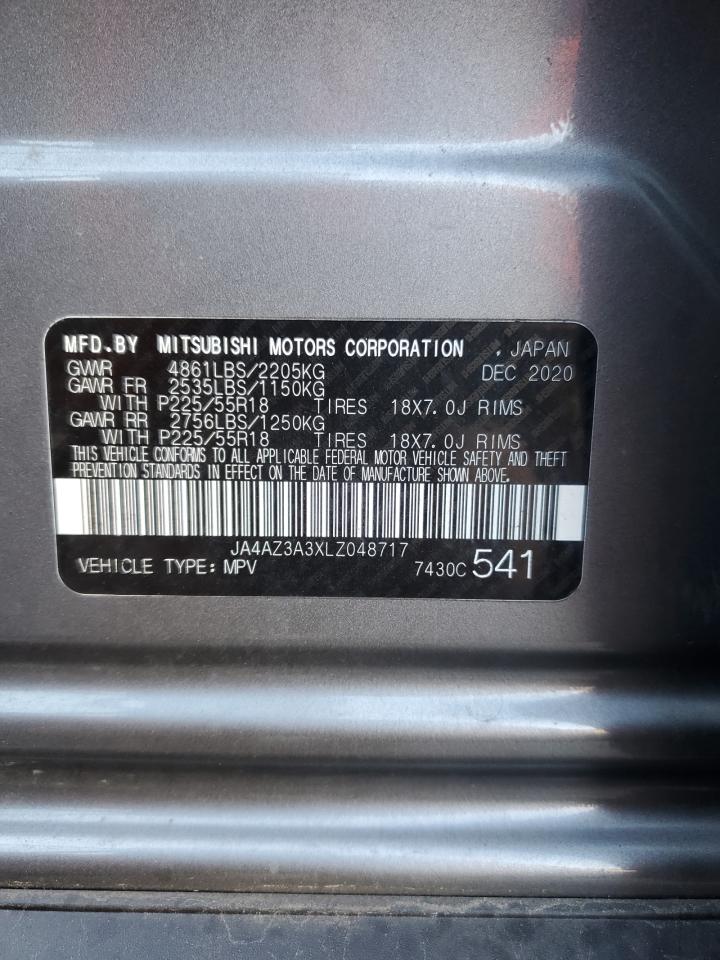 MFD.BY MITSUBISHI MOTORS CORPORATION , JAPAN
GVWR 4861LBS/2205KG DEC 2020
GAWR FR 2535LBS/1150KG
WITH P225/55R18 TIRES 18X7.0J RIMS
GAWR RR 2756LBS/1250KG
WITH P225/55R18 TIRES 18X7.0J RIMS
THIS VEHICLE CONFORMS TO ALL APPLICABLE FEDERAL MOTOR VEHICLE SAFETY AND THEFT
PREVENTION STANDARDS IN EFFECT ON THE DATE OF MANUFACTURE SHOWN ABOVE.
JA4AZ3A3XLZ048717
VEHICLE TYPE: MPV 7430C 541